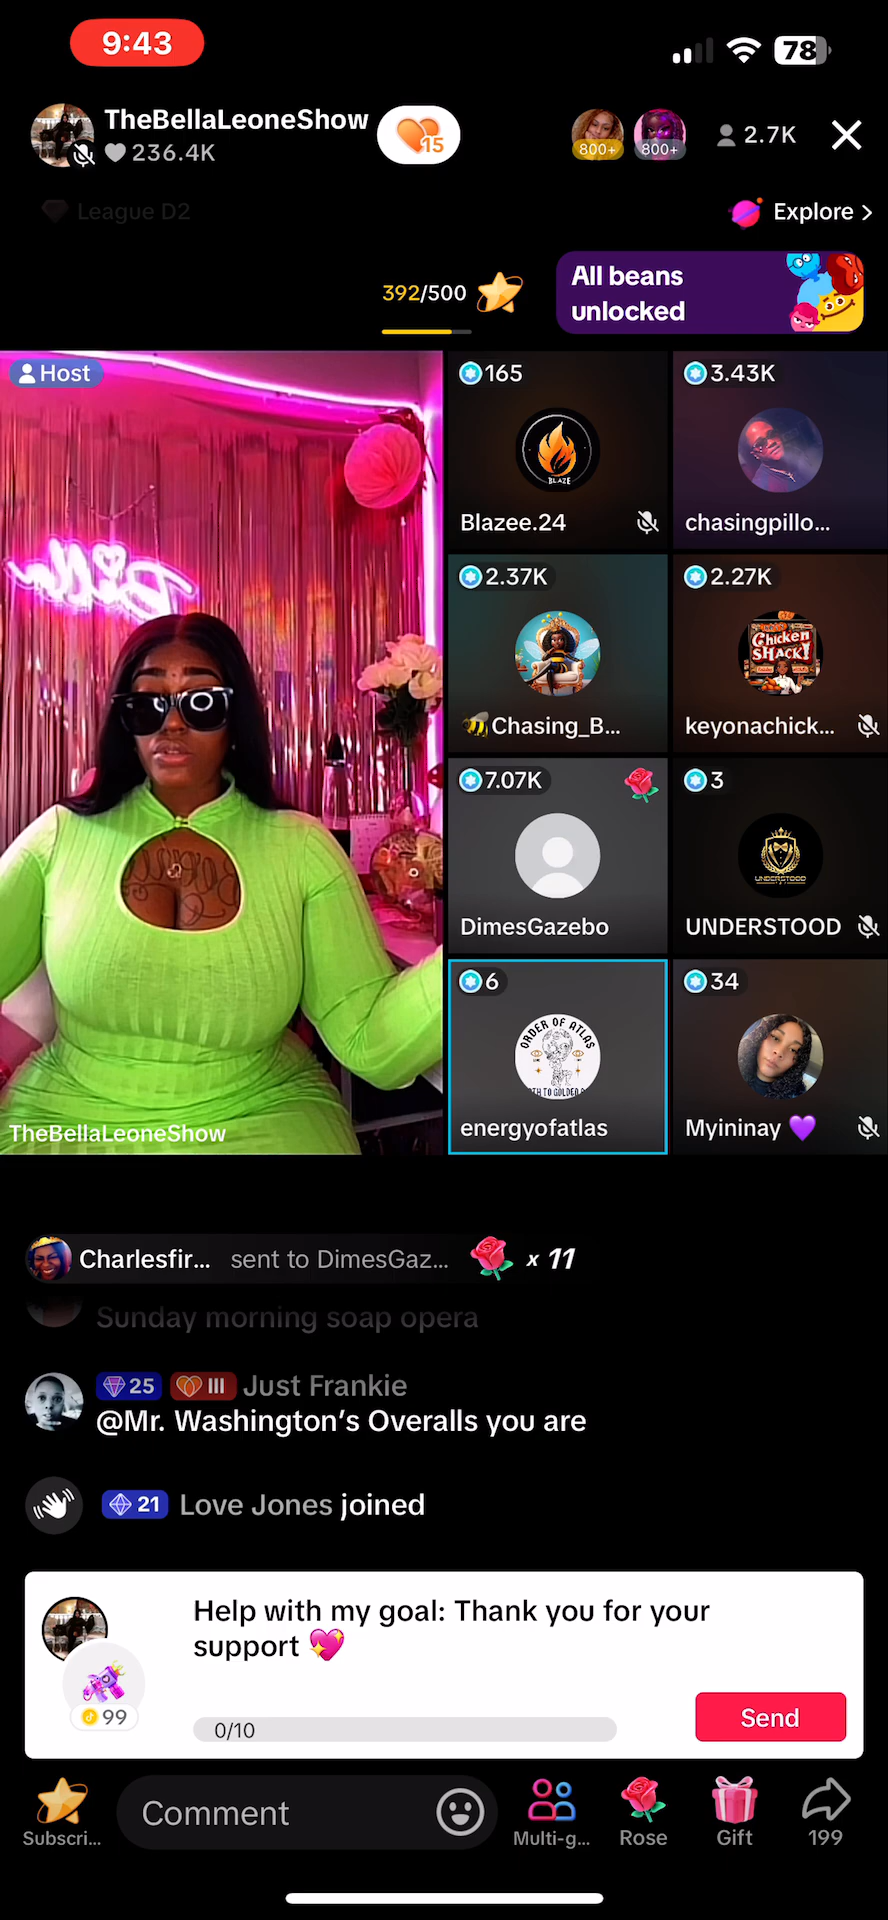 9:43
78
TheBellaLeoneShow
236.4K
15
800+
800+
2.7K
League D2
Explore >
392/500
All beans
unlocked
Host
165
BLAZE
Blazee.24
3.43K
chasingpillo...
2.37K
Chasing_B...
2.27K
Chicken
SHACK!
keyonachick...
7.07K
DimesGazebo
3
UNDERSTOOD
UNDERSTOOD
6
ORDER OF ATLAS
energyofatlas
34
Myininay 💜
Bella
TheBellaLeoneShow
Charlesfir... sent to DimesGaz... x 11
Sunday morning soap opera
25 III Just Frankie
@Mr. Washington's Overalls you are
21 Love Jones joined
Help with my goal: Thank you for your
support 💖
99
0/10
Send
Subscri...
Comment
Multi-g...
Rose
Gift
199